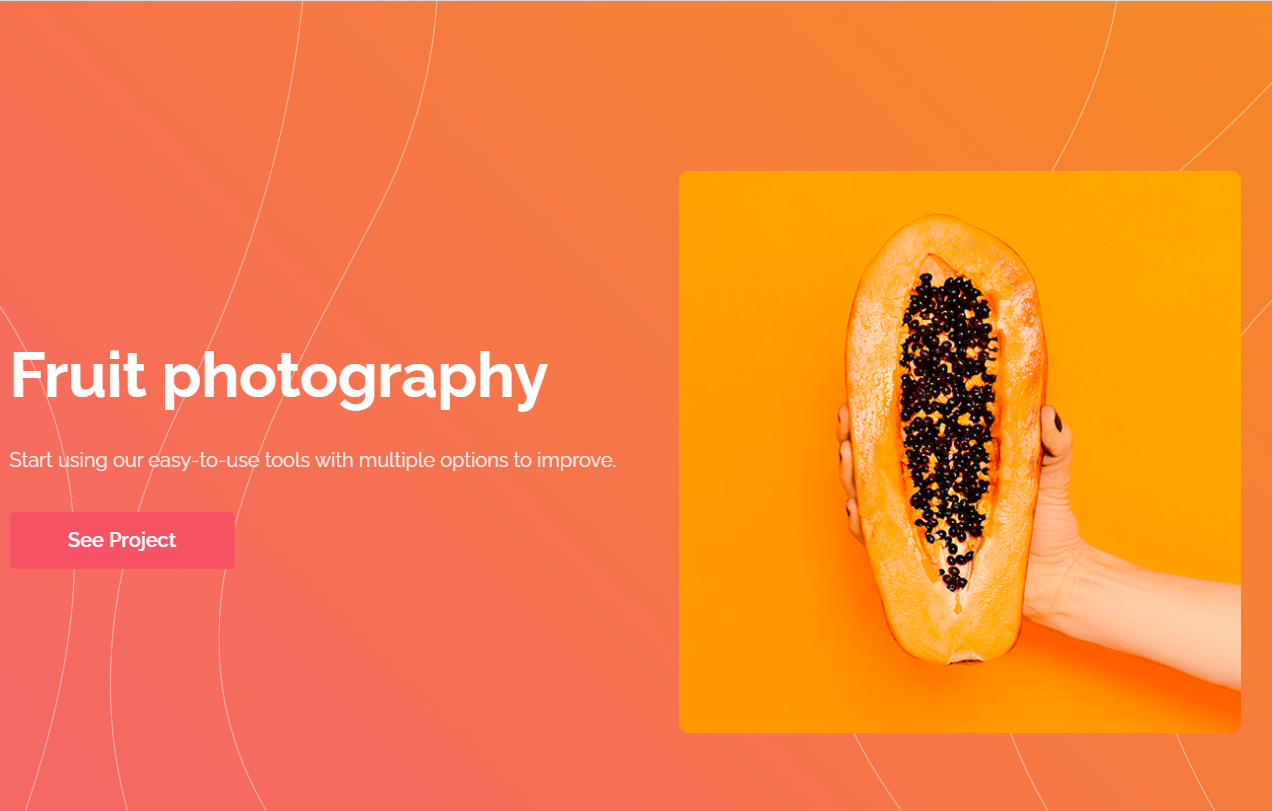 Fruit photography
Start using our easy-to-use tools with multiple options to improve.
See Project